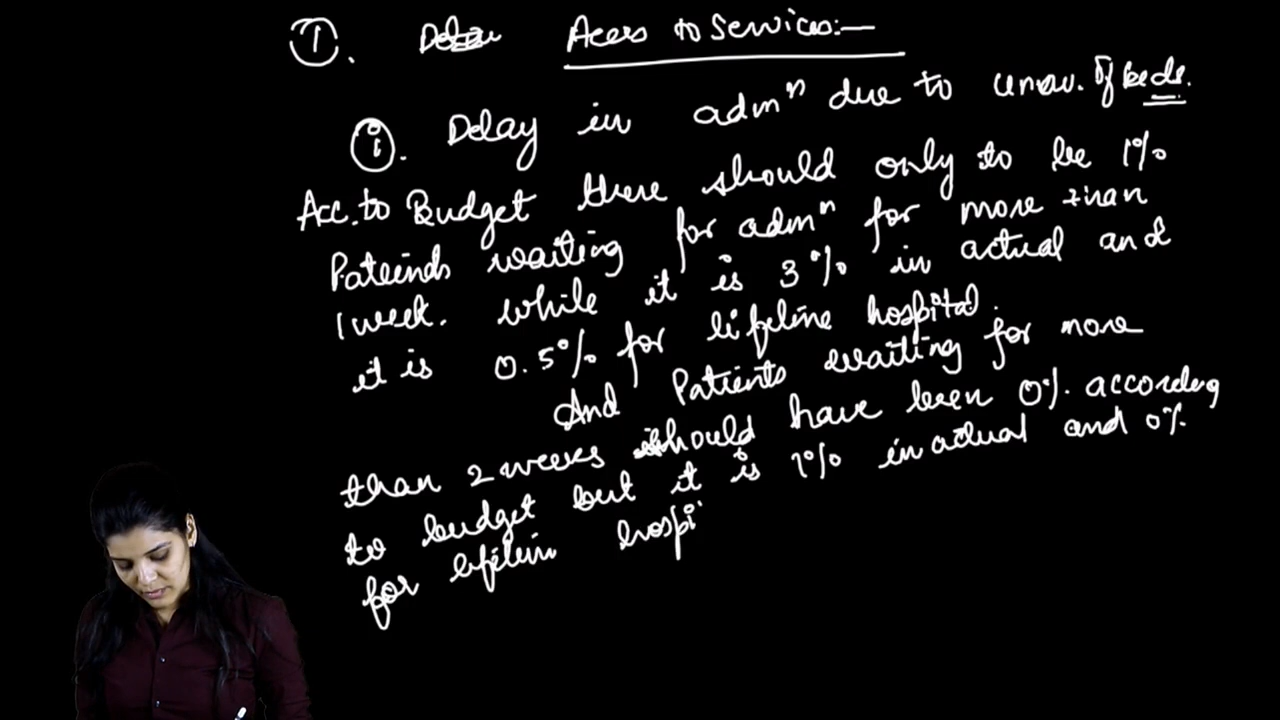 1. Access to Services:—
i. Delay in admⁿ due to unav. of beds.
Acc. to Budget there should only to be 1%
Patients waiting for admⁿ for more than
1 week. while it is 3% in actual and
it is 0.5% for lifeline hospital.
And Patients waiting for more
than 2 weeks should have been 0% according
to budget but it is 1% in actual and 0%
for lifelin hospi